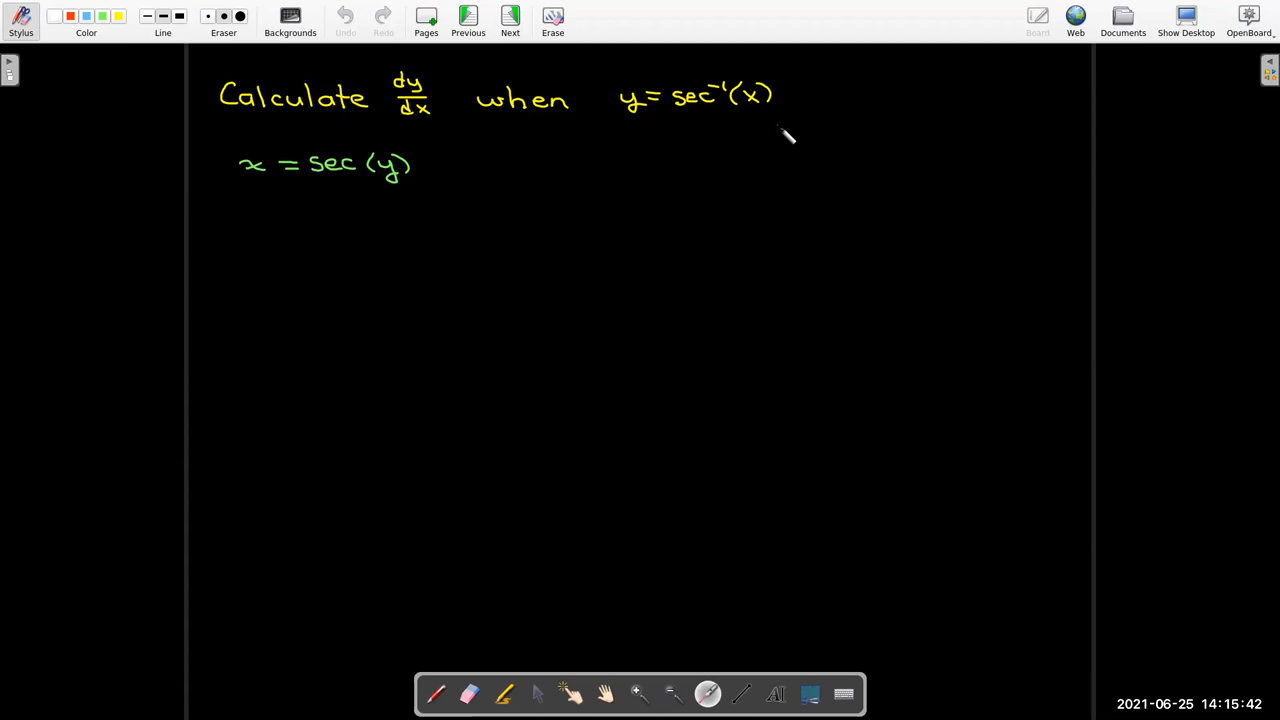 Stylus
Color
Line
Eraser
Backgrounds
Undo
Redo
Pages
Previous
Next
Erase
Board
Web
Documents
Show Desktop
OpenBoard
Calculate dy/dx when y = sec⁻¹(x)
x = sec(y)
AI
2021-06-25 14:15:42